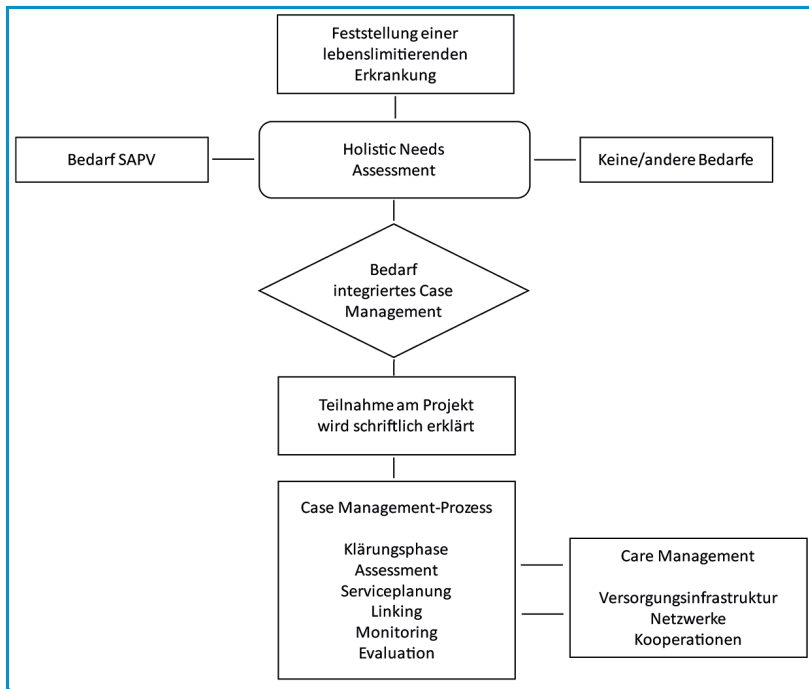 Feststellung einer
lebenslimitierenden
Erkrankung
Bedarf SAPV
Holistic Needs
Assessment
Keine/andere Bedarfe
Bedarf
integriertes Case
Management
Teilnahme am Projekt
wird schriftlich erklärt
Case Management-Prozess
Klärungsphase
Assessment
Serviceplanung
Linking
Monitoring
Evaluation
Care Management
Versorgungsinfrastruktur
Netzwerke
Kooperationen